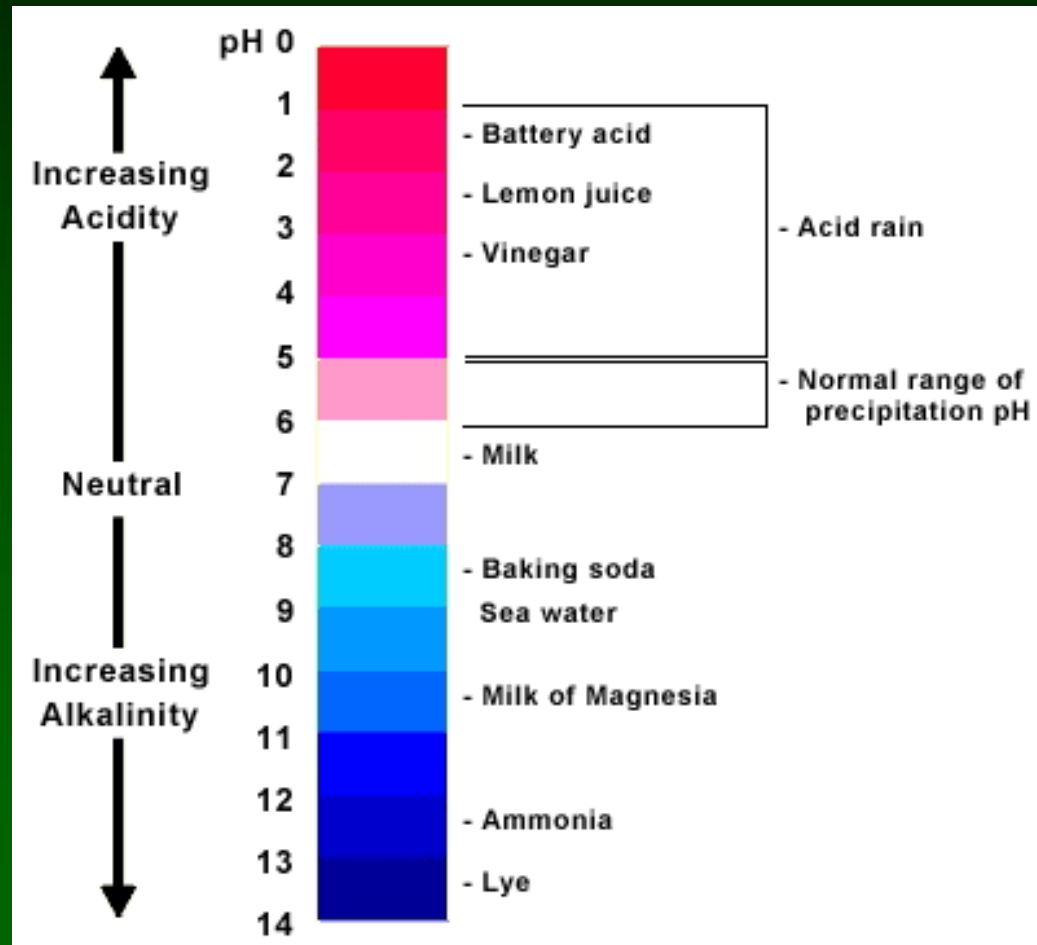 pH 0
1
2
3
4
5
6
7
8
9
10
11
12
13
14
Increasing
Acidity
Neutral
Increasing
Alkalinity
- Battery acid
- Lemon juice
- Vinegar
- Acid rain
- Normal range of
precipitation pH
- Milk
- Baking soda
Sea water
- Milk of Magnesia
- Ammonia
- Lye